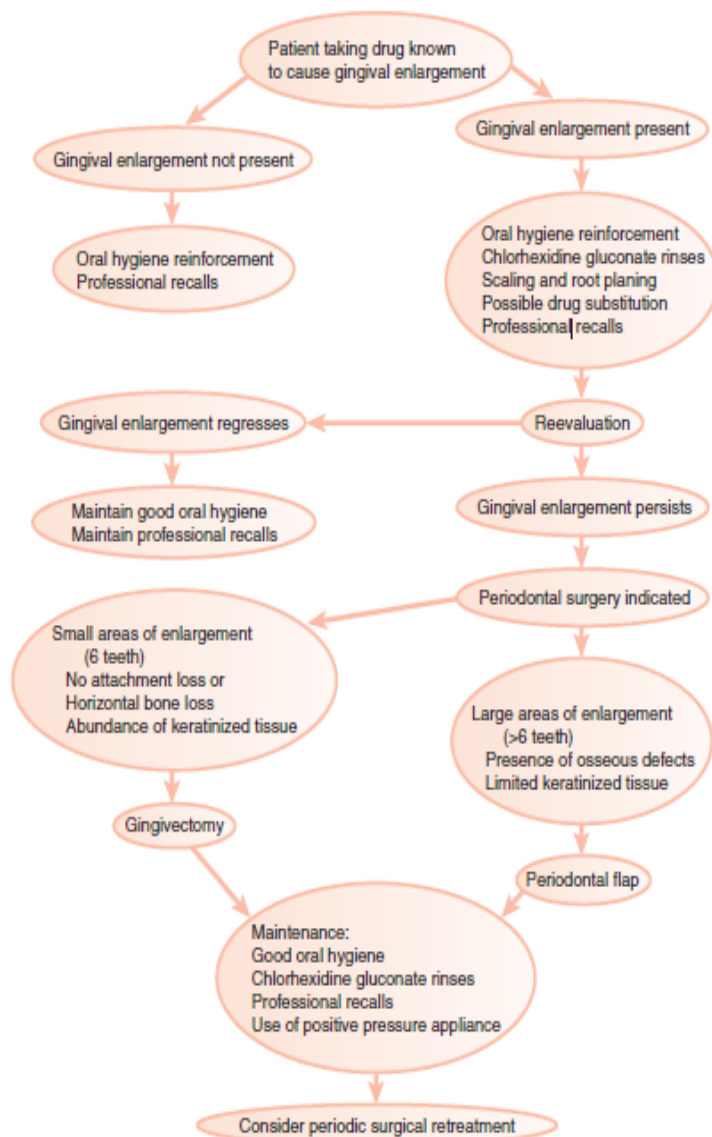 Patient taking drug known
to cause gingival enlargement
Gingival enlargement not present
Gingival enlargement present
Oral hygiene reinforcement
Professional recalls
Oral hygiene reinforcement
Chlorhexidine gluconate rinses
Scaling and root planing
Possible drug substitution
Professional recalls
Gingival enlargement regresses
Reevaluation
Maintain good oral hygiene
Maintain professional recalls
Gingival enlargement persists
Periodontal surgery indicated
Small areas of enlargement
(6 teeth)
No attachment loss or
Horizontal bone loss
Abundance of keratinized tissue
Large areas of enlargement
(>6 teeth)
Presence of osseous defects
Limited keratinized tissue
Gingivectomy
Periodontal flap
Maintenance:
Good oral hygiene
Chlorhexidine gluconate rinses
Professional recalls
Use of positive pressure appliance
Consider periodic surgical retreatment